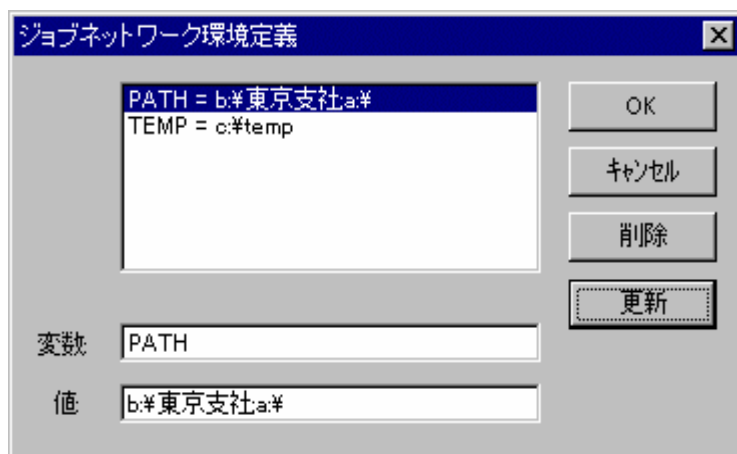 ジョブネットワーク環境定義
PATH = b:¥東京支社;a:¥
TEMP = c:¥temp
OK
キャンセル
削除
更新
変数:
PATH
値:
b:¥東京支社;a:¥